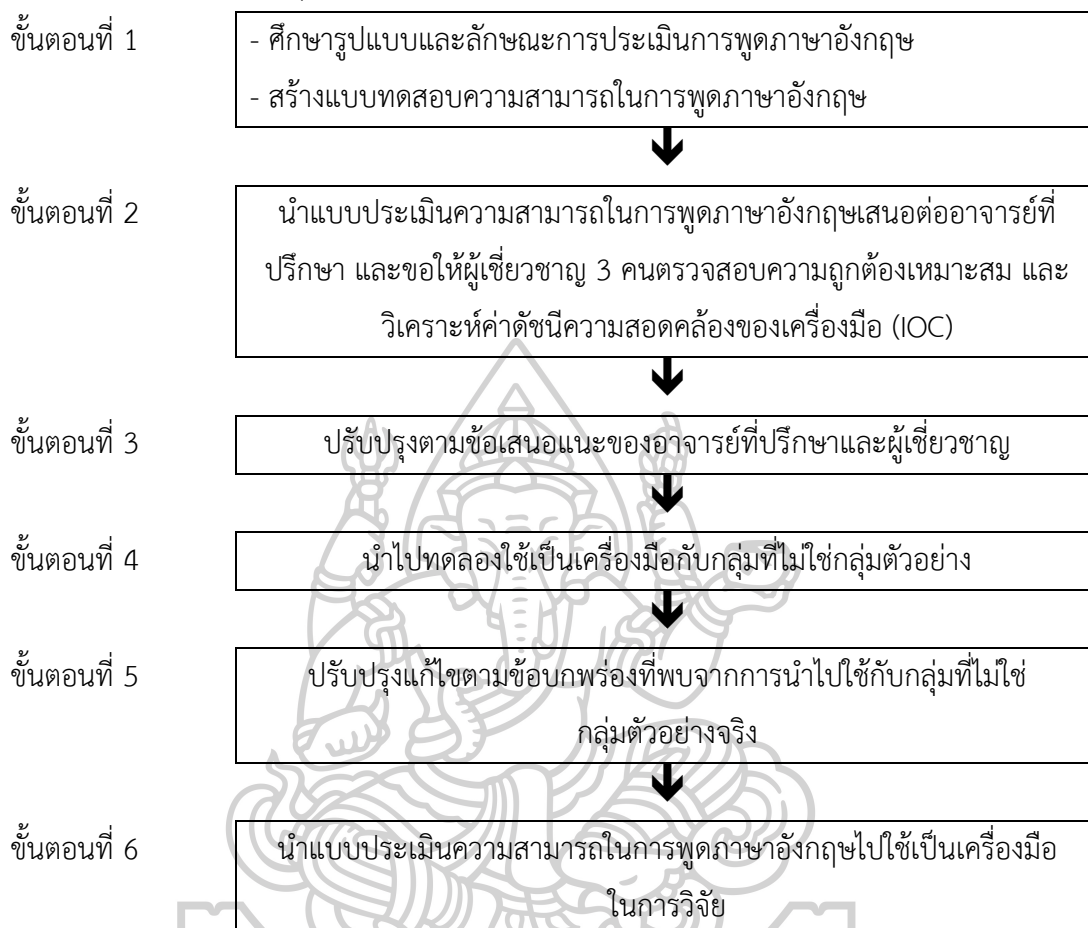 ขั้นตอนที่ 1
- ศึกษารูปแบบและลักษณะการประเมินการพูดภาษาอังกฤษ
- สร้างแบบทดสอบความสามารถในการพูดภาษาอังกฤษ
ขั้นตอนที่ 2
นำแบบประเมินความสามารถในการพูดภาษาอังกฤษเสนอต่ออาจารย์ที่
ปรึกษา และขอให้ผู้เชี่ยวชาญ 3 คนตรวจสอบความถูกต้องเหมาะสม และ
วิเคราะห์ค่าดัชนีความสอดคล้องของเครื่องมือ (IOC)
ขั้นตอนที่ 3
ปรับปรุงตามข้อเสนอแนะของอาจารย์ที่ปรึกษาและผู้เชี่ยวชาญ
ขั้นตอนที่ 4
นำไปทดลองใช้เป็นเครื่องมือกับกลุ่มที่ไม่ใช่กลุ่มตัวอย่าง
ขั้นตอนที่ 5
ปรับปรุงแก้ไขตามข้อบกพร่องที่พบจากการนำไปใช้กับกลุ่มที่ไม่ใช่
กลุ่มตัวอย่างจริง
ขั้นตอนที่ 6
นำแบบประเมินความสามารถในการพูดภาษาอังกฤษไปใช้เป็นเครื่องมือ
ในการวิจัย